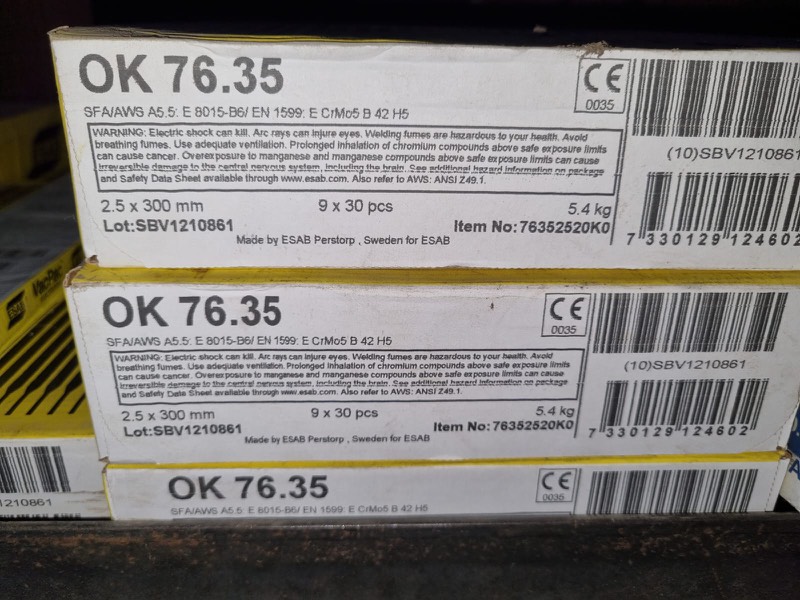 OK 76.35
CE
0035
SFA/AWS A5.5: E 8015-B6/ EN 1599: E CrMo5 B 42 H5
WARNING: Electric shock can kill. Arc rays can injure eyes. Welding fumes are hazardous to your health. Avoid
breathing fumes. Use adequate ventilation. Prolonged inhalation of chromium compounds above safe exposure limits
can cause cancer. Overexposure to manganese and manganese compounds above safe exposure limits can cause
irreversible damage to the central nervous system, including the brain. See additional hazard information on package
and Safety Data Sheet available through www.esab.com. Also refer to AWS: ANSI Z49.1.
(10)SBV1210861
2.5 x 300 mm 9 x 30 pcs 5.4 kg
Lot:SBV1210861 Item No:76352520K0
Made by ESAB Perstorp , Sweden for ESAB
7 330129 124602
OK 76.35
CE
0035
SFA/AWS A5.5: E 8015-B6/ EN 1599: E CrMo5 B 42 H5
WARNING: Electric shock can kill. Arc rays can injure eyes. Welding fumes are hazardous to your health. Avoid
breathing fumes. Use adequate ventilation. Prolonged inhalation of chromium compounds above safe exposure limits
can cause cancer. Overexposure to manganese and manganese compounds above safe exposure limits can cause
irreversible damage to the central nervous system, including the brain. See additional hazard information on package
and Safety Data Sheet available through www.esab.com. Also refer to AWS: ANSI Z49.1.
(10)SBV1210861
2.5 x 300 mm 9 x 30 pcs 5.4 kg
Lot:SBV1210861 Item No:76352520K0
Made by ESAB Perstorp , Sweden for ESAB
7 330129 124602
OK 76.35
CE
0035
SFA/AWS A5.5: E 8015-B6/ EN 1599: E CrMo5 B 42 H5
ESAB VacPac
1210861